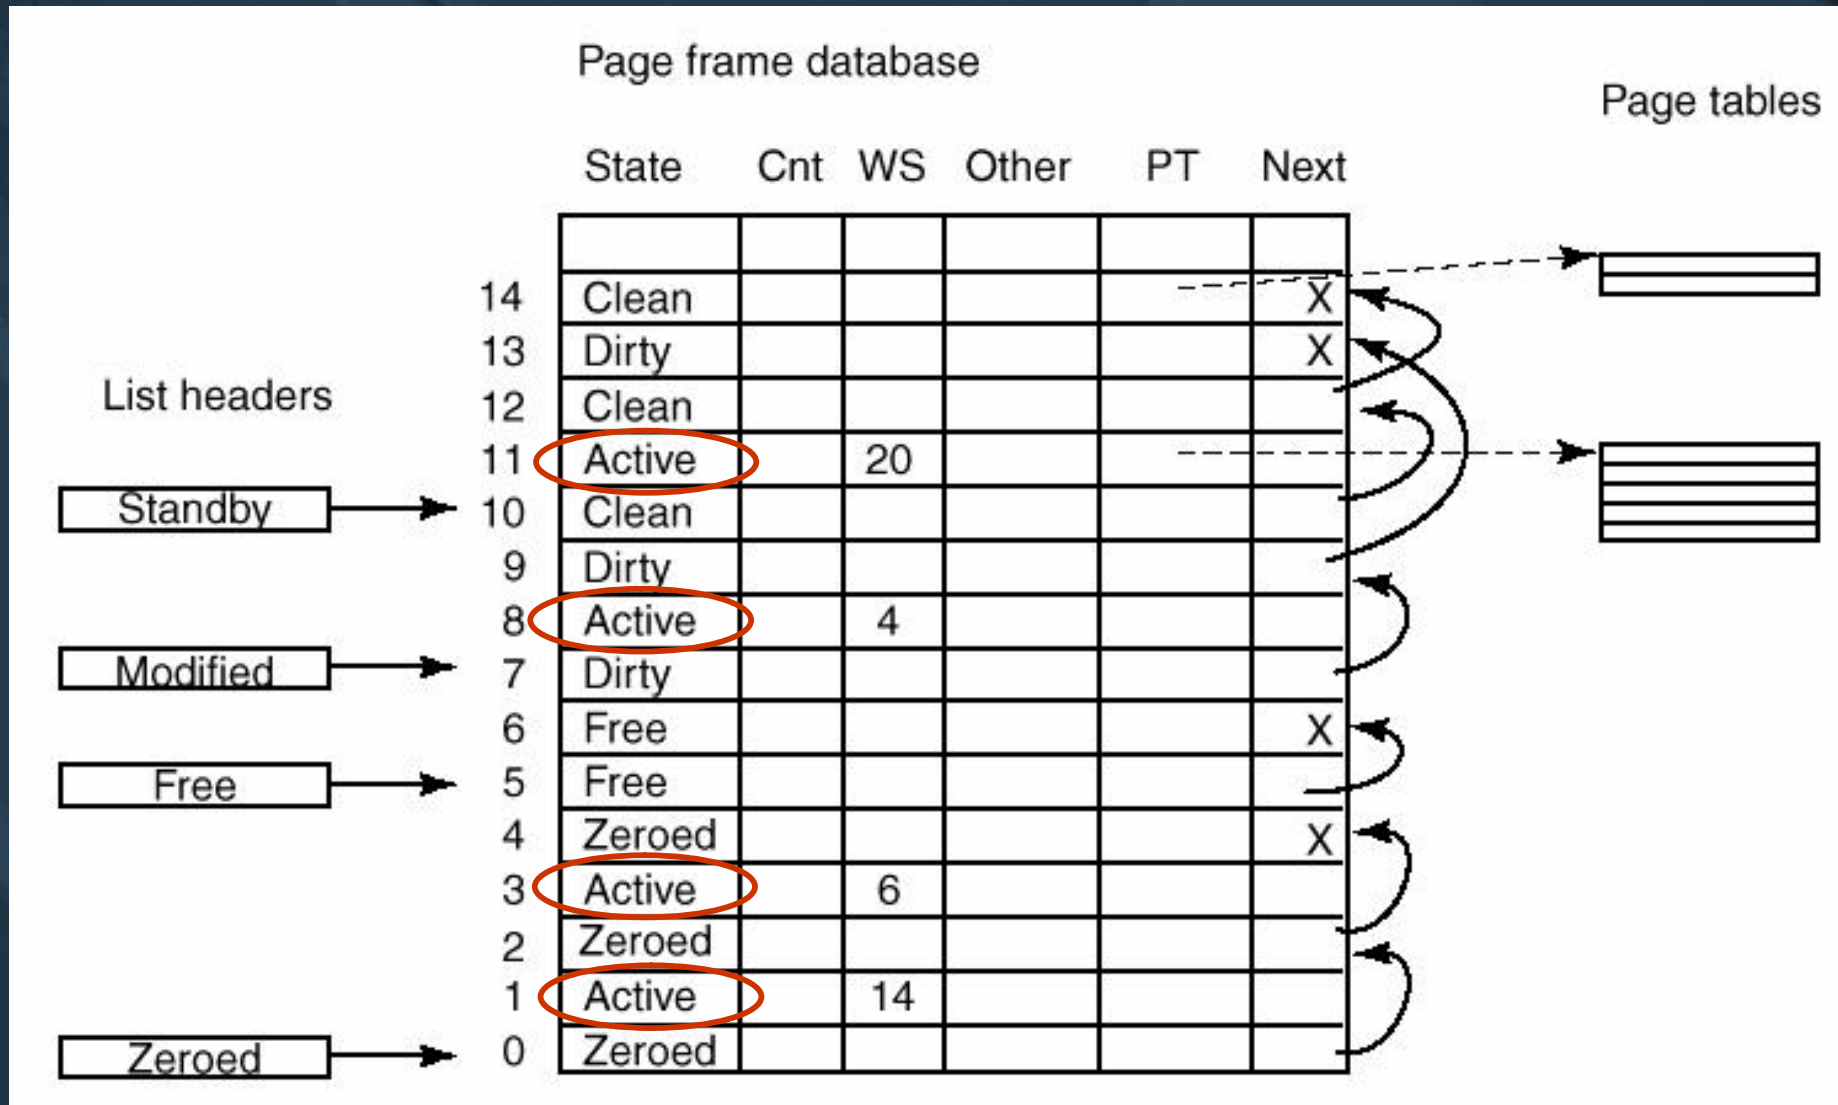 Page frame database
Page tables
State Cnt WS Other PT Next
14 Clean X
13 Dirty X
List headers
12 Clean
11 Active 20
Standby 10 Clean
9 Dirty
8 Active 4
Modified 7 Dirty
6 Free X
Free 5 Free
4 Zeroed X
3 Active 6
2 Zeroed
1 Active 14
Zeroed 0 Zeroed